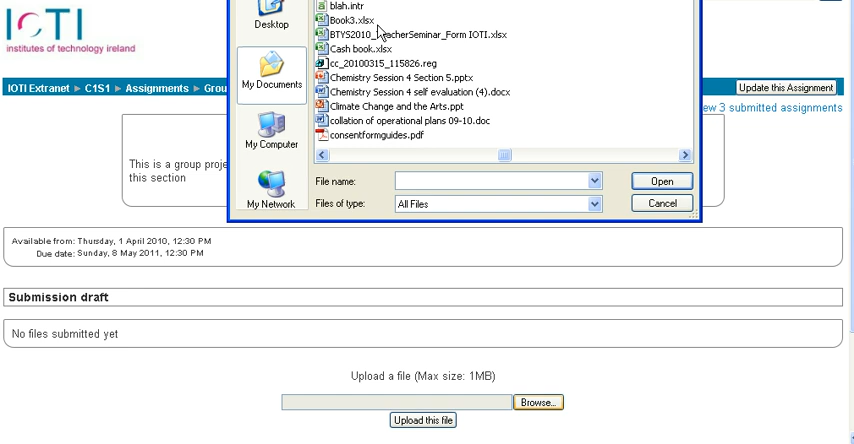 IOTI
institutes of technology ireland
IOTI Extranet ► C1S1 ► Assignments ► Grou
Update this Assignment
ew 3 submitted assignments
This is a group proje
this section
Desktop
My Documents
My Computer
My Network
blah.intr
Book3.xlsx
BTYS2010_TeacherSeminar_Form IOTI.xlsx
Cash book.xlsx
cc_20100315_115826.reg
Chemistry Session 4 Section 5.pptx
Chemistry Session 4 self evaluation (4).docx
Climate Change and the Arts.ppt
collation of operational plans 09-10.doc
consentformguides.pdf
File name:
Open
Files of type: All Files
Cancel
Available from: Thursday, 1 April 2010, 12:30 PM
Due date: Sunday, 8 May 2011, 12:30 PM
Submission draft
No files submitted yet
Upload a file (Max size: 1MB)
Browse...
Upload this file